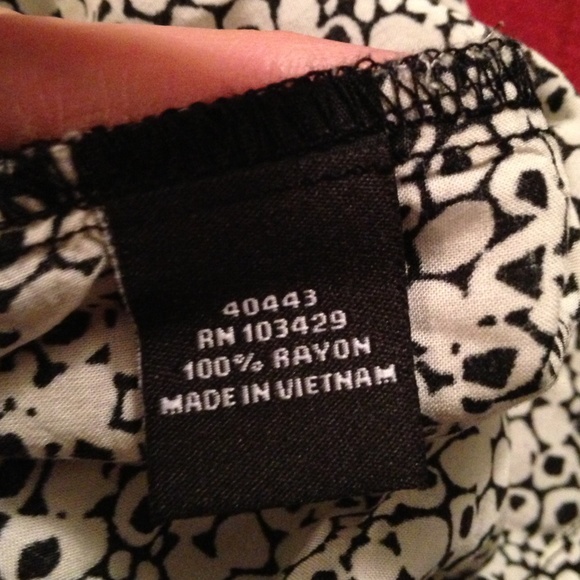 40443
RN 103429
100% RAYON
MADE IN VIETNAM